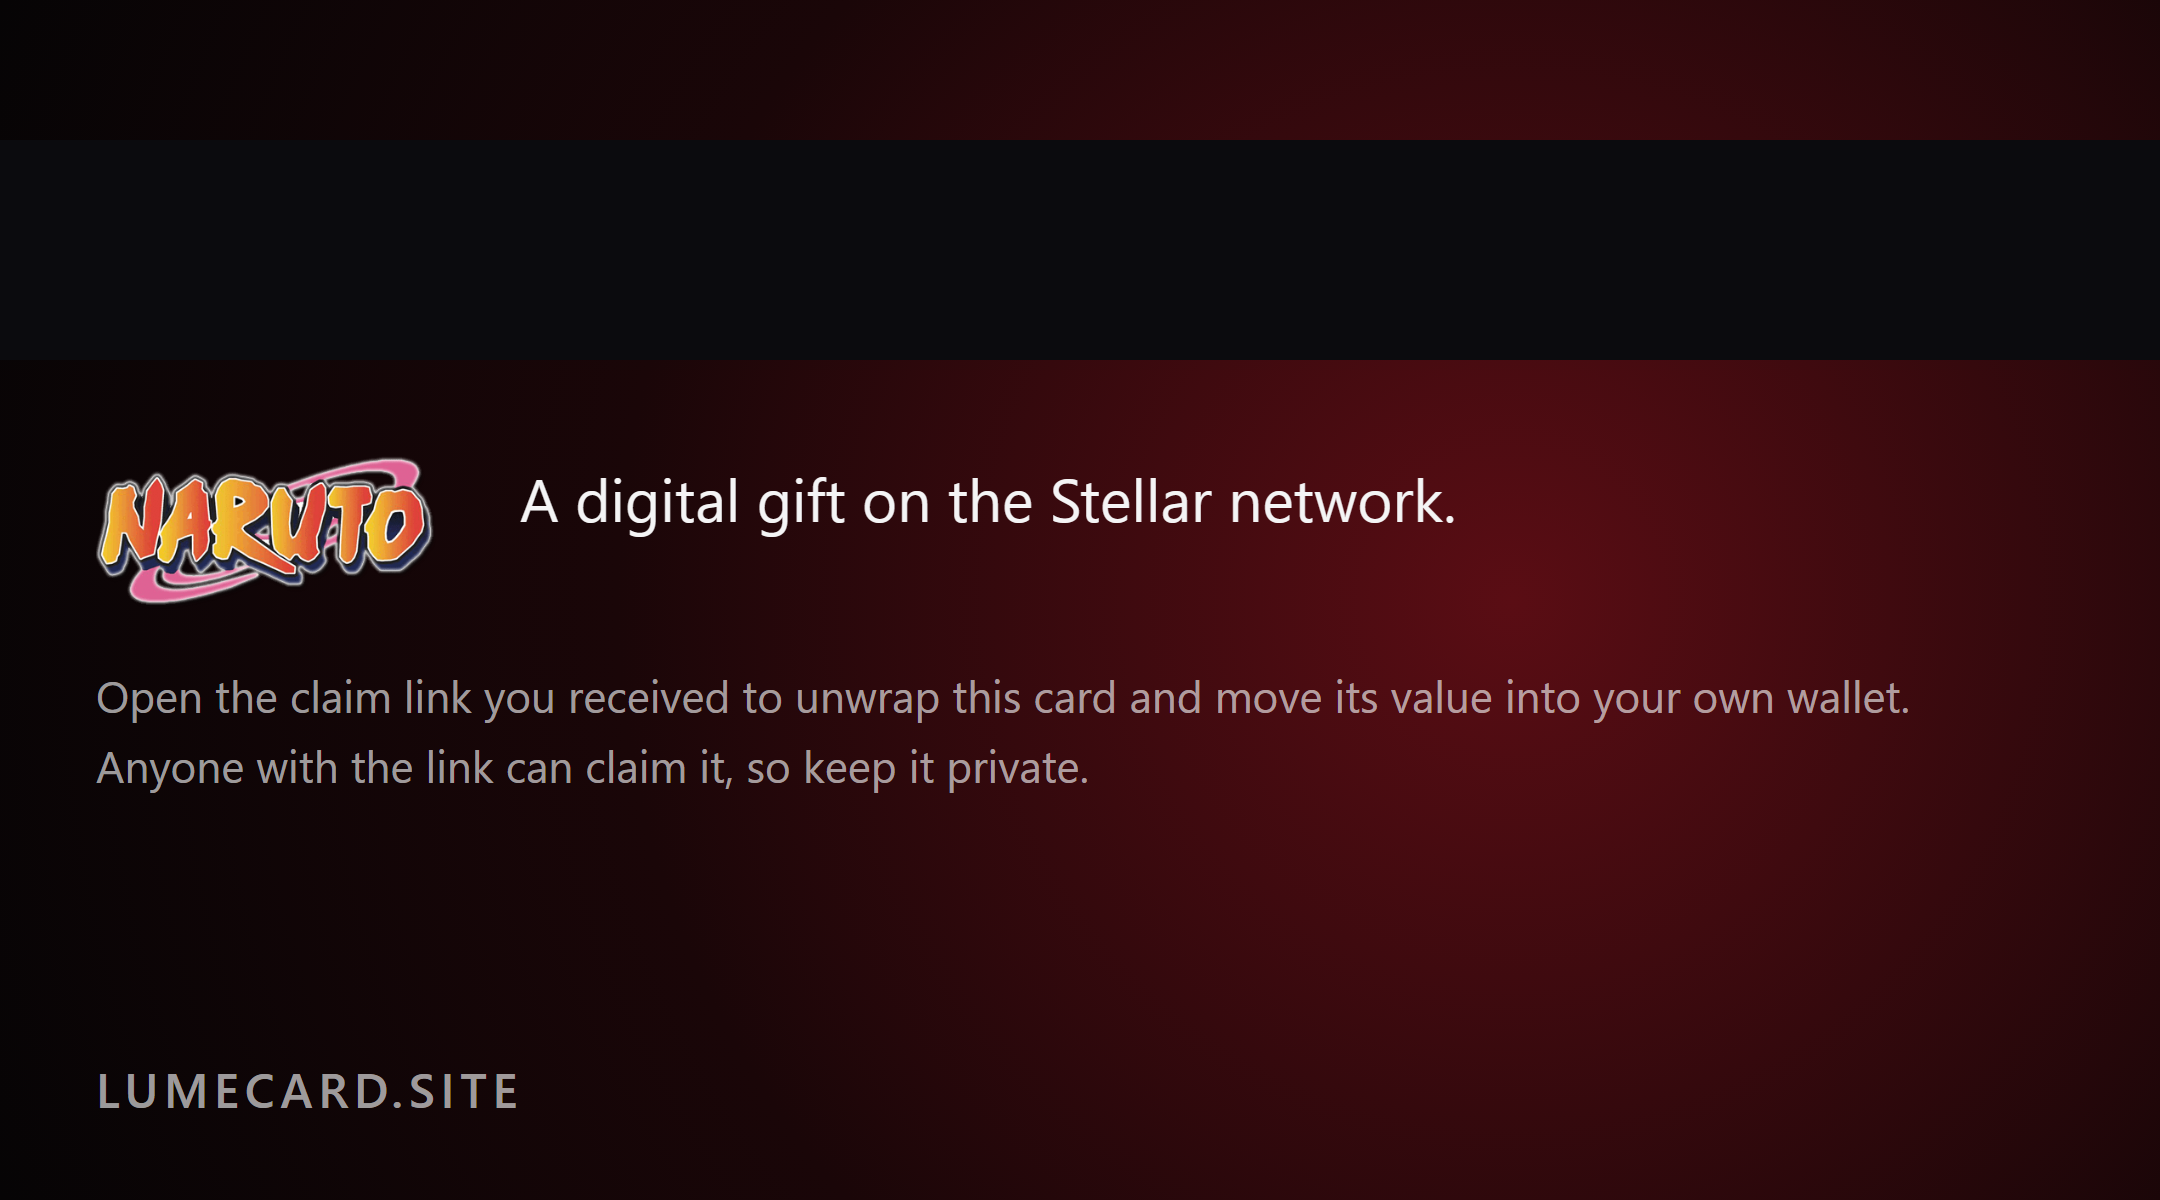 NARUTO
A digital gift on the Stellar network.
Open the claim link you received to unwrap this card and move its value into your own wallet.
Anyone with the link can claim it, so keep it private.
LUMECARD.SITE